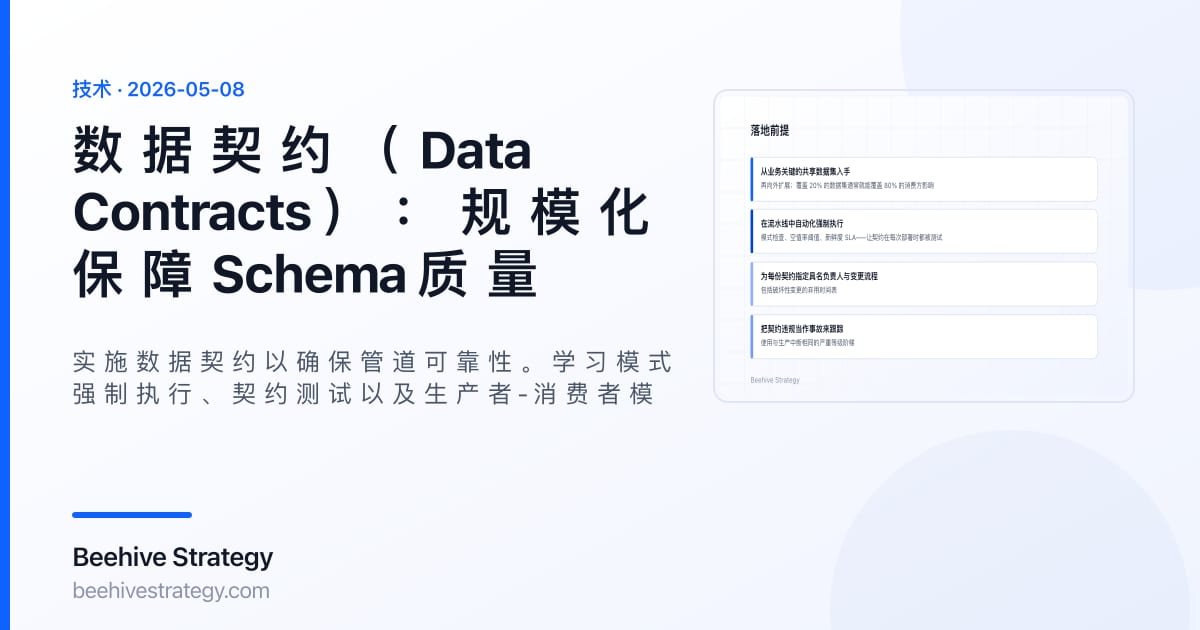 技术 · 2026-05-08
数据契约（Data
Contracts）：规模化
保障Schema质量
实施数据契约以确保管道可靠性。学习模式
强制执行、契约测试以及生产者-消费者模
落地前提
从业务关键的共享数据集入手
再向外扩展：覆盖 20% 的数据集通常就能覆盖 80% 的消费方影响
在流水线中自动化强制执行
模式检查、空值率阈值、新鲜度 SLA——让契约在每次部署时都被测试
为每份契约指定具名负责人与变更流程
包括破坏性变更的弃用时间表
把契约违规当作事故来跟踪
使用与生产中断相同的严重等级阶梯
Beehive Strategy
Beehive Strategy
beehivestrategy.com